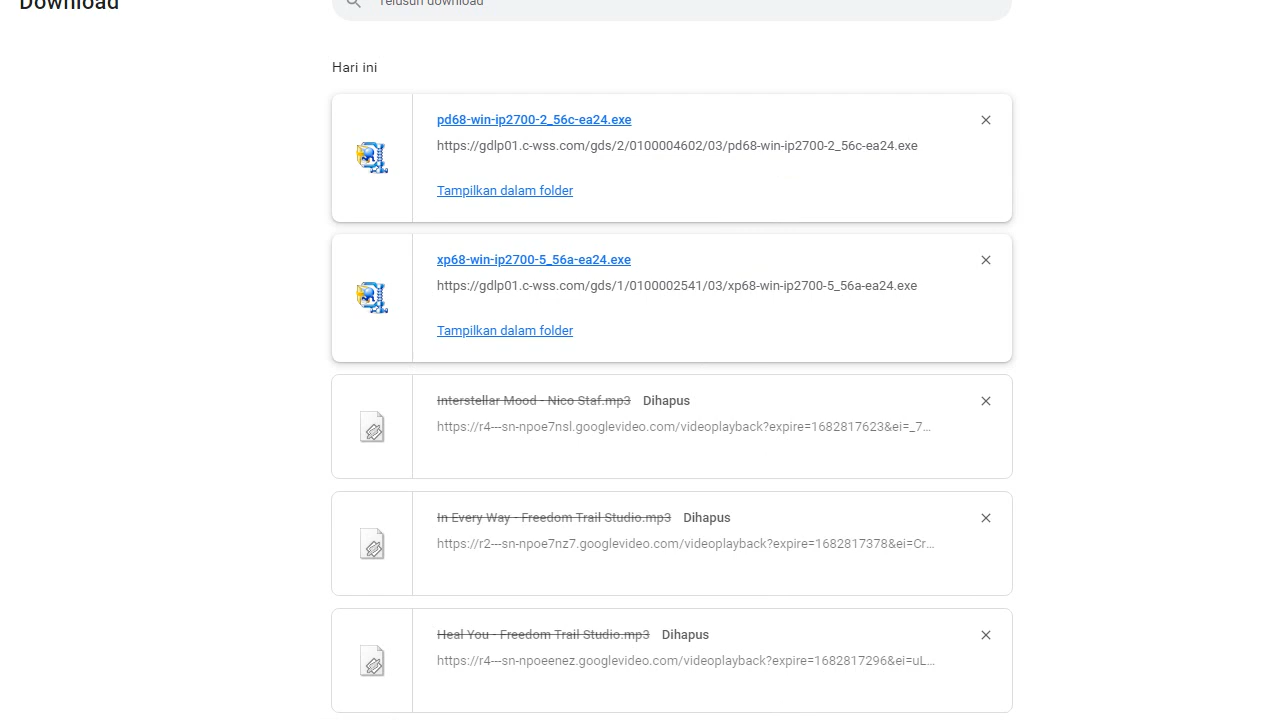 Download
Telusuri download
Hari ini
pd68-win-ip2700-2_56c-ea24.exe
https://gdlp01.c-wss.com/gds/2/0100004602/03/pd68-win-ip2700-2_56c-ea24.exe
Tampilkan dalam folder
xp68-win-ip2700-5_56a-ea24.exe
https://gdlp01.c-wss.com/gds/1/0100002541/03/xp68-win-ip2700-5_56a-ea24.exe
Tampilkan dalam folder
Interstellar Mood - Nico Staf.mp3 Dihapus
https://r4---sn-npoe7nsl.googlevideo.com/videoplayback?expire=1682817623&ei=_7...
In Every Way - Freedom Trail Studio.mp3 Dihapus
https://r2---sn-npoe7nz7.googlevideo.com/videoplayback?expire=1682817378&ei=Cr...
Heal You - Freedom Trail Studio.mp3 Dihapus
https://r4---sn-npoeenez.googlevideo.com/videoplayback?expire=1682817296&ei=uL...